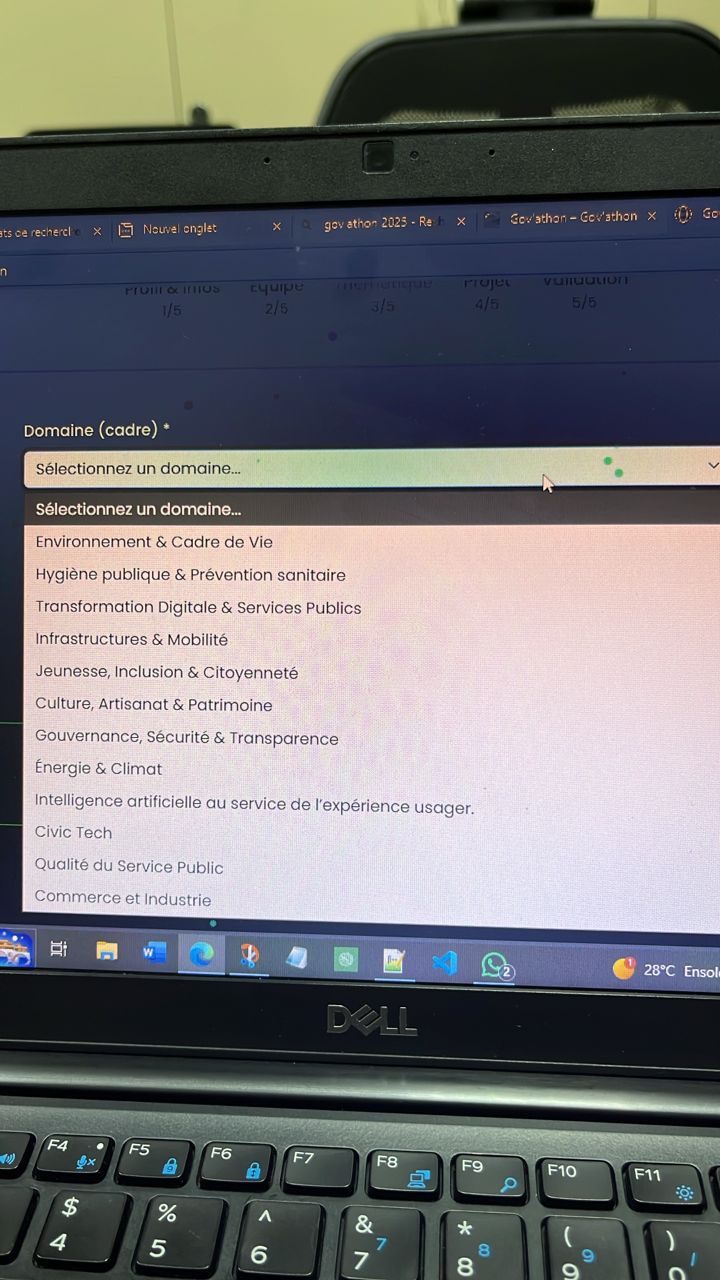 Nouvel onglet
gov athon 2025 - Re
Gov'athon – Gov'athon
Go
n
Profil & Infos
Équipe
Thématique
Projet
Validation
1/5
2/5
3/5
4/5
5/5
Domaine (cadre) *
Sélectionnez un domaine...
Sélectionnez un domaine...
Environnement & Cadre de Vie
Hygiène publique & Prévention sanitaire
Transformation Digitale & Services Publics
Infrastructures & Mobilité
Jeunesse, Inclusion & Citoyenneté
Culture, Artisanat & Patrimoine
Gouvernance, Sécurité & Transparence
Énergie & Climat
Intelligence artificielle au service de l'expérience usager.
Civic Tech
Qualité du Service Public
Commerce et Industrie
2
1
28°C Ensol
DELL
F4
F5
F6
F7
F8
F9
F10
F11
$
%
^
&
*
(
)
4
5
6
7
7
8
8
9
9
0
/